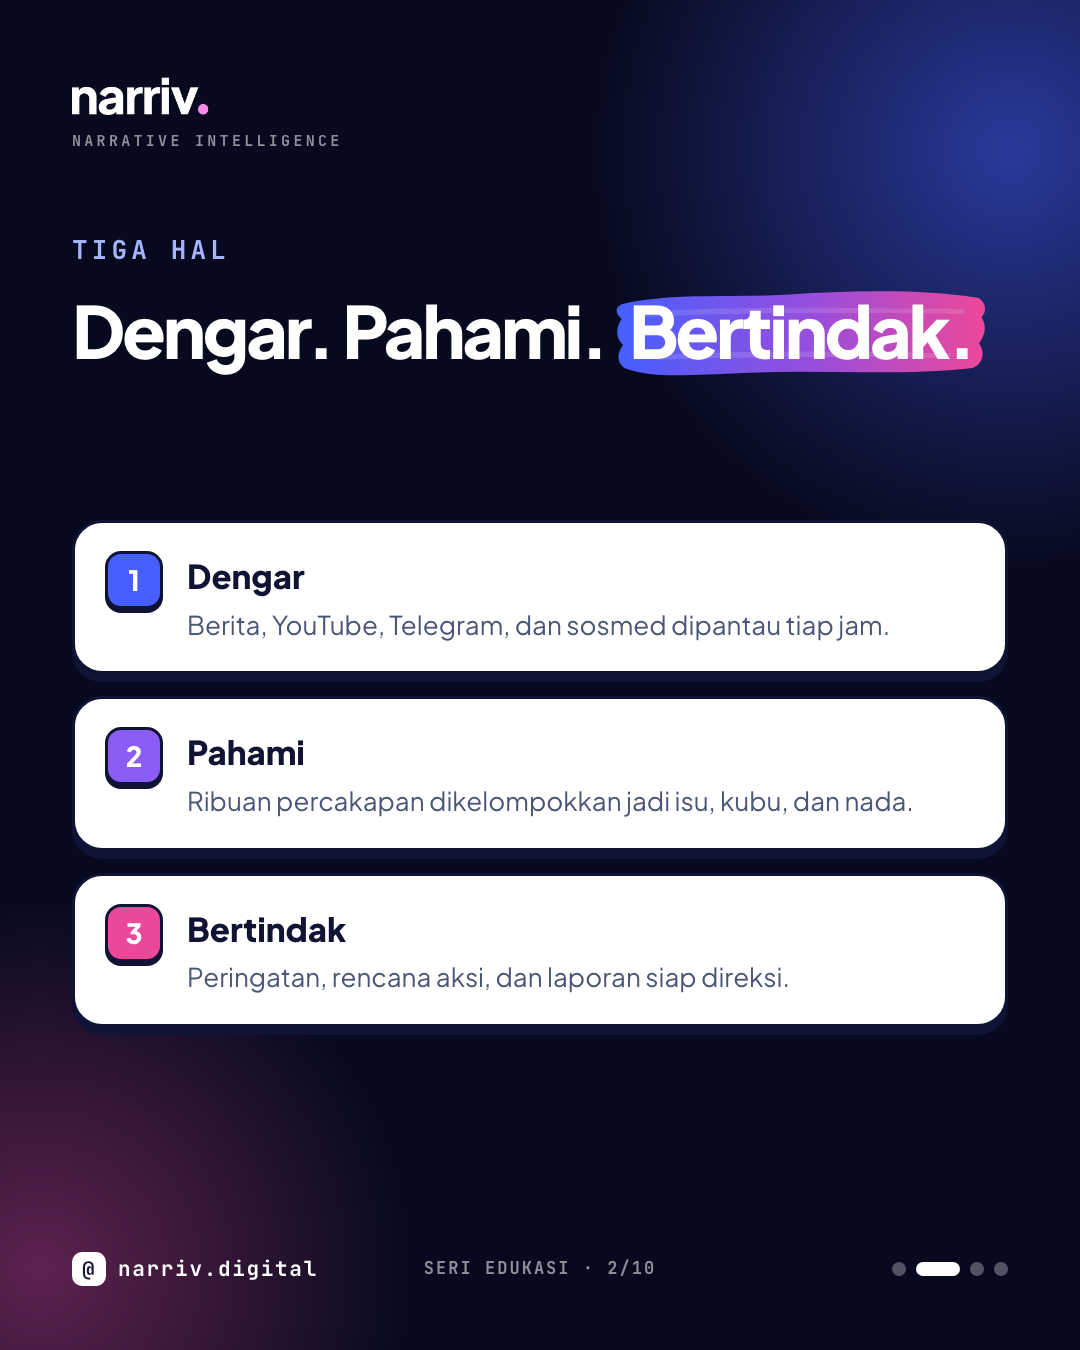 narriv.
NARRATIVE INTELLIGENCE
TIGA HAL
Dengar. Pahami. Bertindak.
1
Dengar
Berita, YouTube, Telegram, dan sosmed dipantau tiap jam.
2
Pahami
Ribuan percakapan dikelompokkan jadi isu, kubu, dan nada.
3
Bertindak
Peringatan, rencana aksi, dan laporan siap direksi.
@ narriv.digital
SERI EDUKASI · 2/10